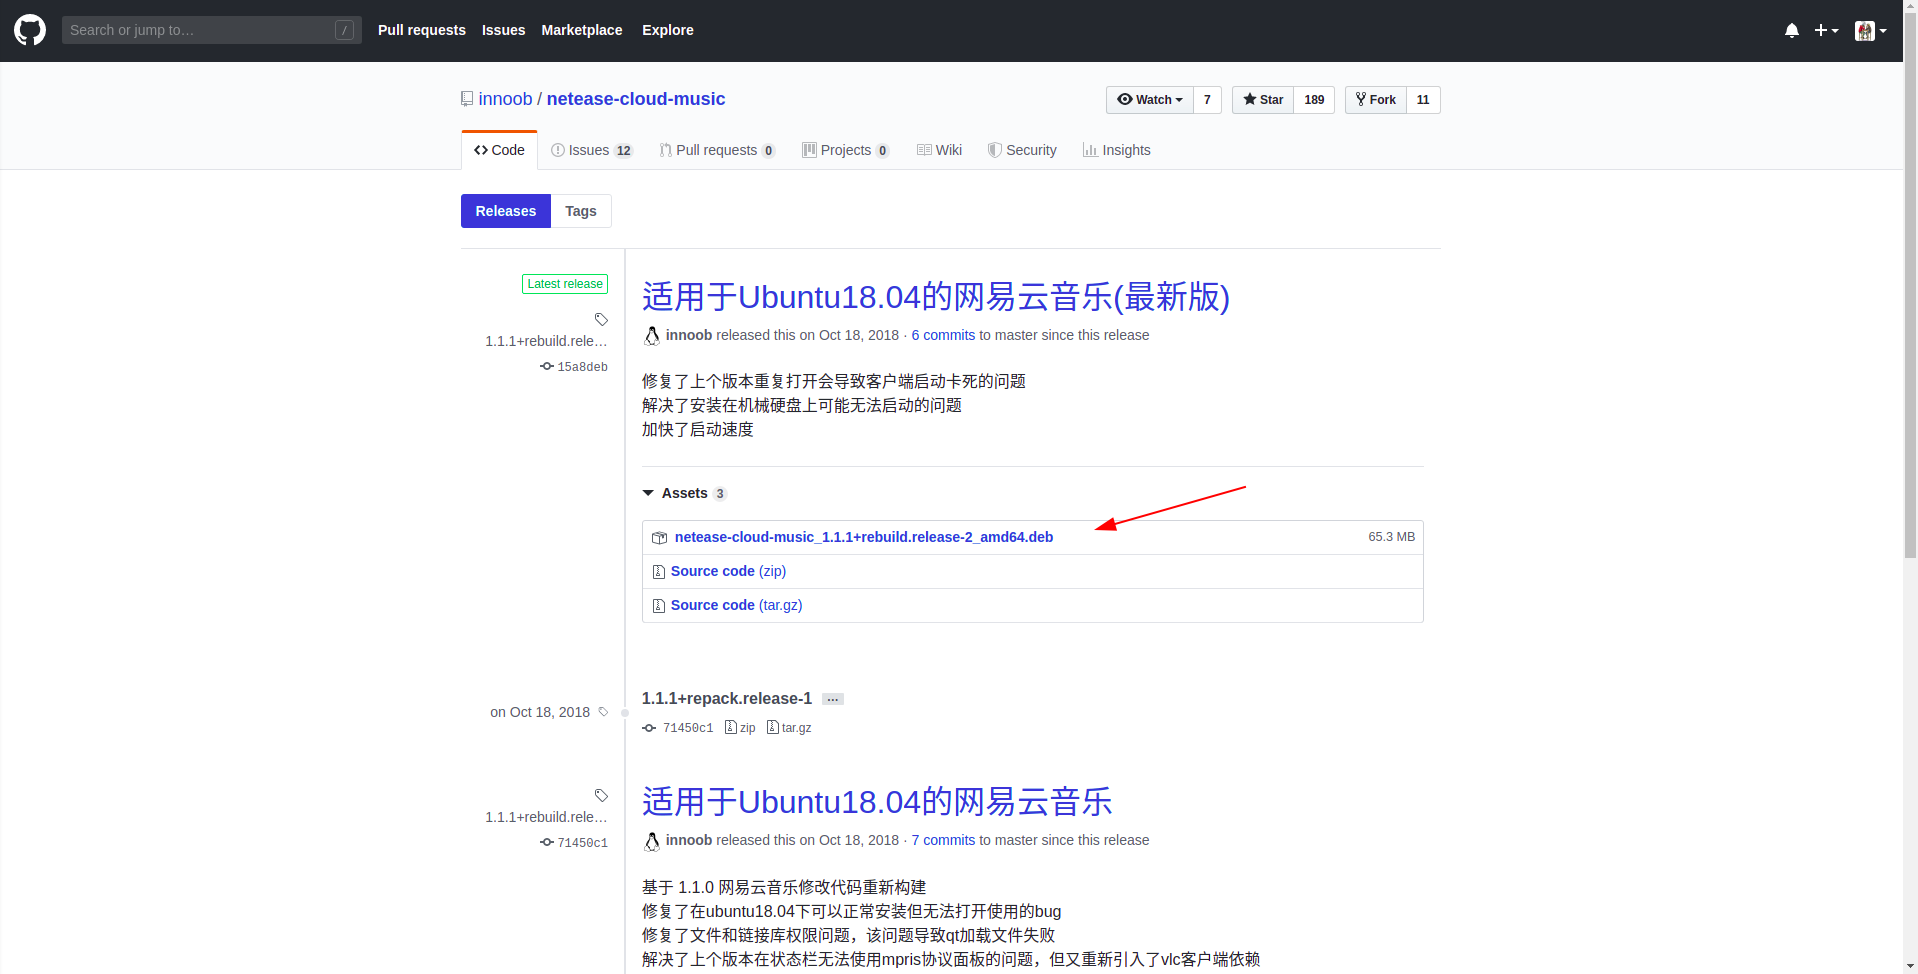 Search or jump to…
/
Pull requests
Issues
Marketplace
Explore
innoob / netease-cloud-music
Watch 7
Star 189
Fork 11
Code
Issues 12
Pull requests 0
Projects 0
Wiki
Security
Insights
Releases
Tags
Latest release
1.1.1+rebuild.rele…
15a8deb
适用于Ubuntu18.04的网易云音乐(最新版)
innoob released this on Oct 18, 2018 · 6 commits to master since this release
修复了上个版本重复打开会导致客户端启动卡死的问题
解决了安装在机械硬盘上可能无法启动的问题
加快了启动速度
Assets 3
netease-cloud-music_1.1.1+rebuild.release-2_amd64.deb 65.3 MB
Source code (zip)
Source code (tar.gz)
on Oct 18, 2018
1.1.1+repack.release-1 …
71450c1 zip tar.gz
1.1.1+rebuild.rele…
71450c1
适用于Ubuntu18.04的网易云音乐
innoob released this on Oct 18, 2018 · 7 commits to master since this release
基于 1.1.0 网易云音乐修改代码重新构建
修复了在ubuntu18.04下可以正常安装但无法打开使用的bug
修复了文件和链接库权限问题，该问题导致qt加载文件失败
解决了上个版本在状态栏无法使用mpris协议面板的问题，但又重新引入了vlc客户端依赖